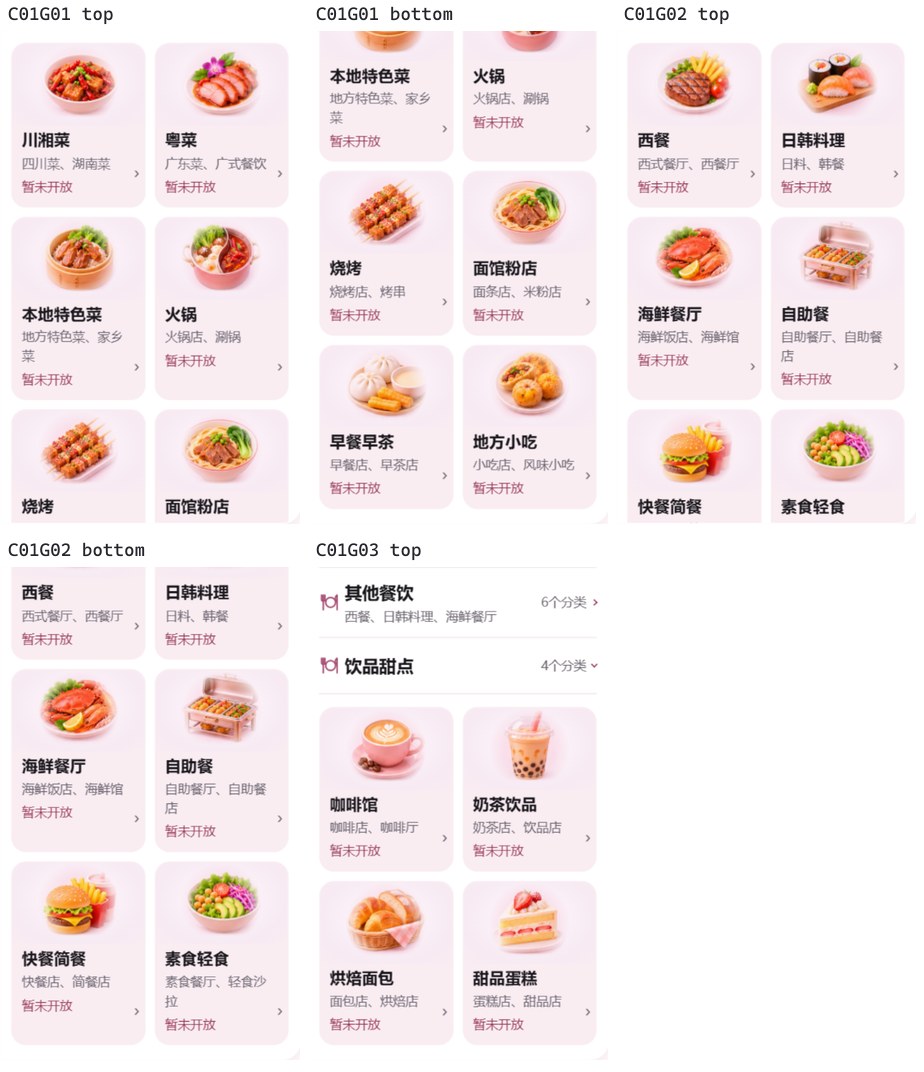 C01G01 top
川湘菜
四川菜、湖南菜
暂未开放
粤菜
广东菜、广式餐饮
暂未开放
本地特色菜
地方特色菜、家乡
菜
暂未开放
火锅
火锅店、涮锅
暂未开放
烧烤
面馆粉店
C01G01 bottom
本地特色菜
地方特色菜、家乡
菜
暂未开放
火锅
火锅店、涮锅
暂未开放
烧烤
烧烤店、烤串
暂未开放
面馆粉店
面条店、米粉店
暂未开放
早餐早茶
早餐店、早茶店
暂未开放
地方小吃
小吃店、风味小吃
暂未开放
C01G02 top
西餐
西式餐厅、西餐厅
暂未开放
日韩料理
日料、韩餐
暂未开放
海鲜餐厅
海鲜饭店、海鲜馆
暂未开放
自助餐
自助餐厅、自助餐
店
暂未开放
快餐简餐
素食轻食
C01G02 bottom
西餐
西式餐厅、西餐厅
暂未开放
日韩料理
日料、韩餐
暂未开放
海鲜餐厅
海鲜饭店、海鲜馆
暂未开放
自助餐
自助餐厅、自助餐
店
暂未开放
快餐简餐
快餐店、简餐店
暂未开放
素食轻食
素食餐厅、轻食沙
拉
暂未开放
C01G03 top
其他餐饮
西餐、日韩料理、海鲜餐厅
6个分类
饮品甜点
4个分类
咖啡馆
咖啡店、咖啡厅
暂未开放
奶茶饮品
奶茶店、饮品店
暂未开放
烘焙面包
面包店、烘焙店
暂未开放
甜品蛋糕
蛋糕店、甜品店
暂未开放